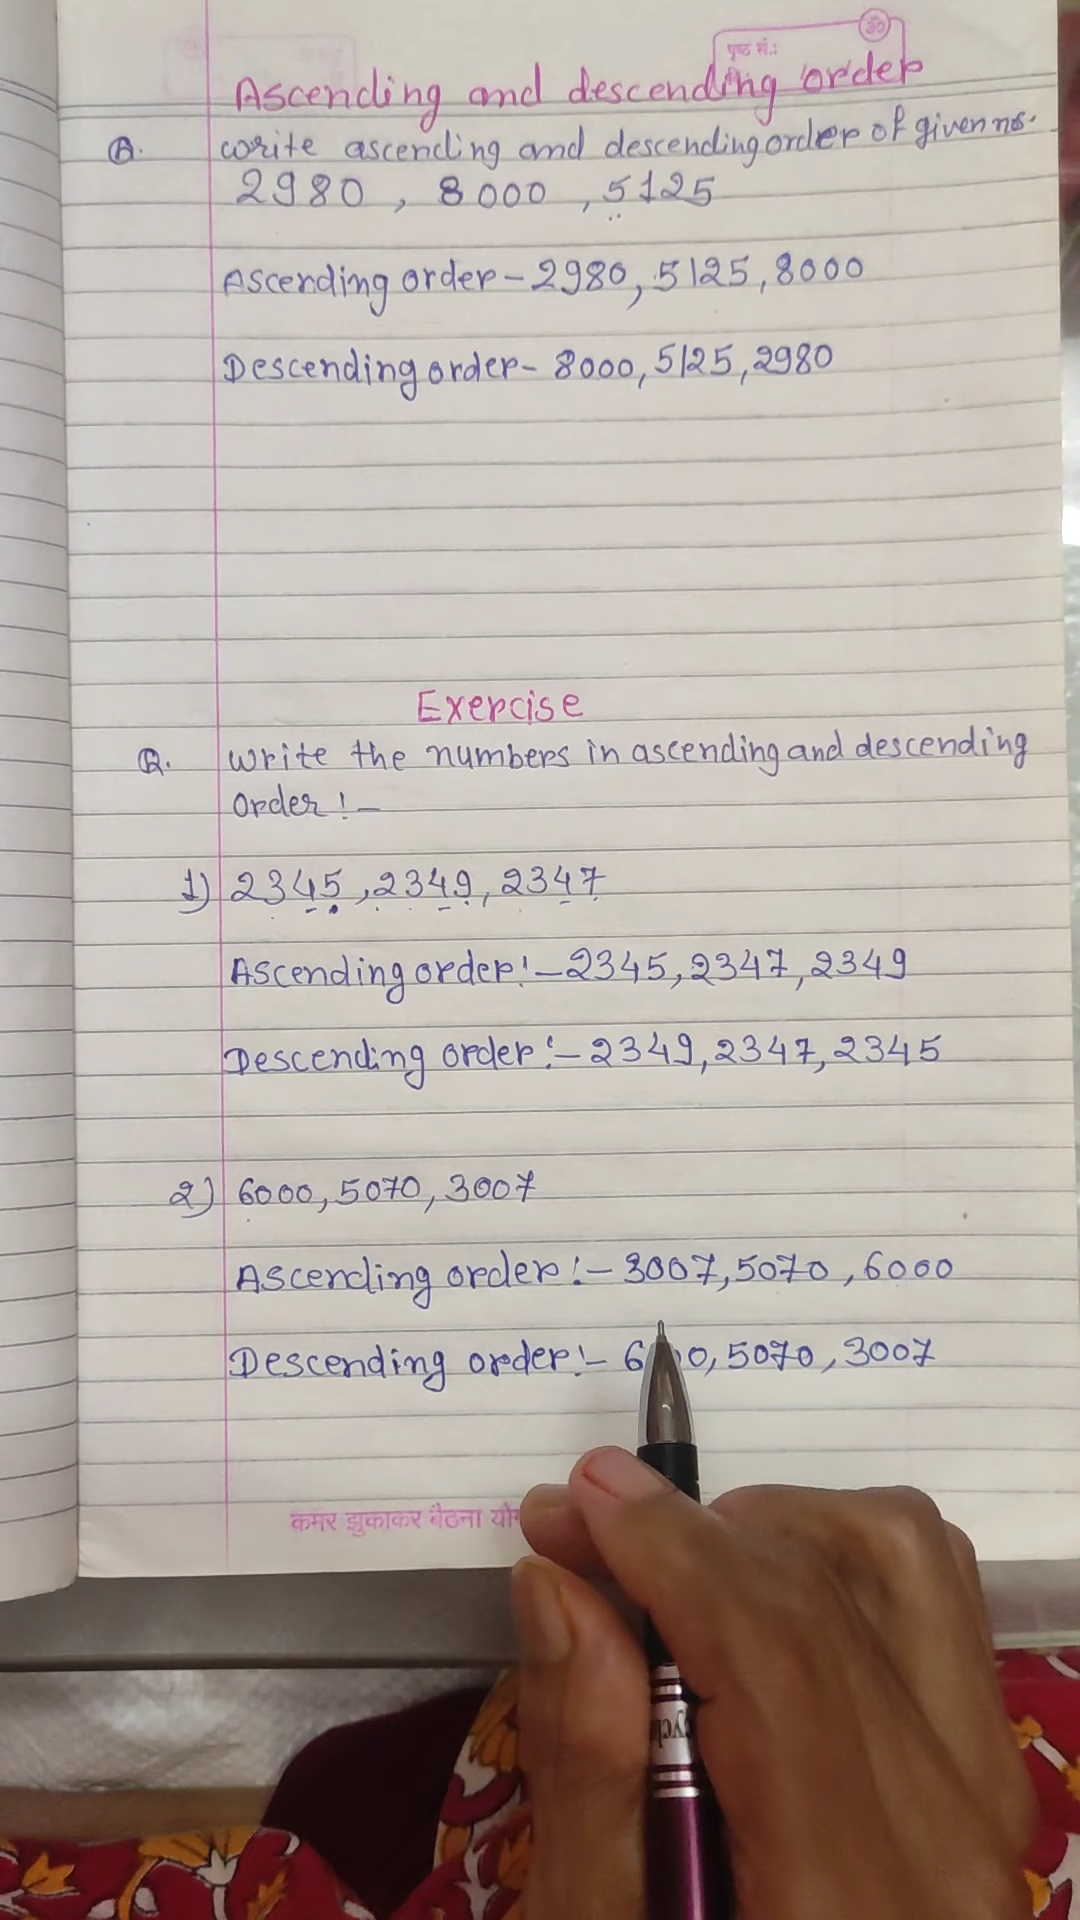 पृष्ठ सं.:
Ascending and descending order
Q. write ascending and descending order of given no.
2980, 8000, 5125
Ascending order - 2980, 5125, 8000
Descending order - 8000, 5125, 2980
Exercise
Q. Write the numbers in ascending and descending
order :-
1) 2345, 2349, 2347
Ascending order :- 2345, 2347, 2349
Descending order :- 2349, 2347, 2345
2) 6000, 5070, 3007
Ascending order :- 3007, 5070, 6000
Descending order :- 6 0, 5070, 3007
कमर झुकाकर बैठना